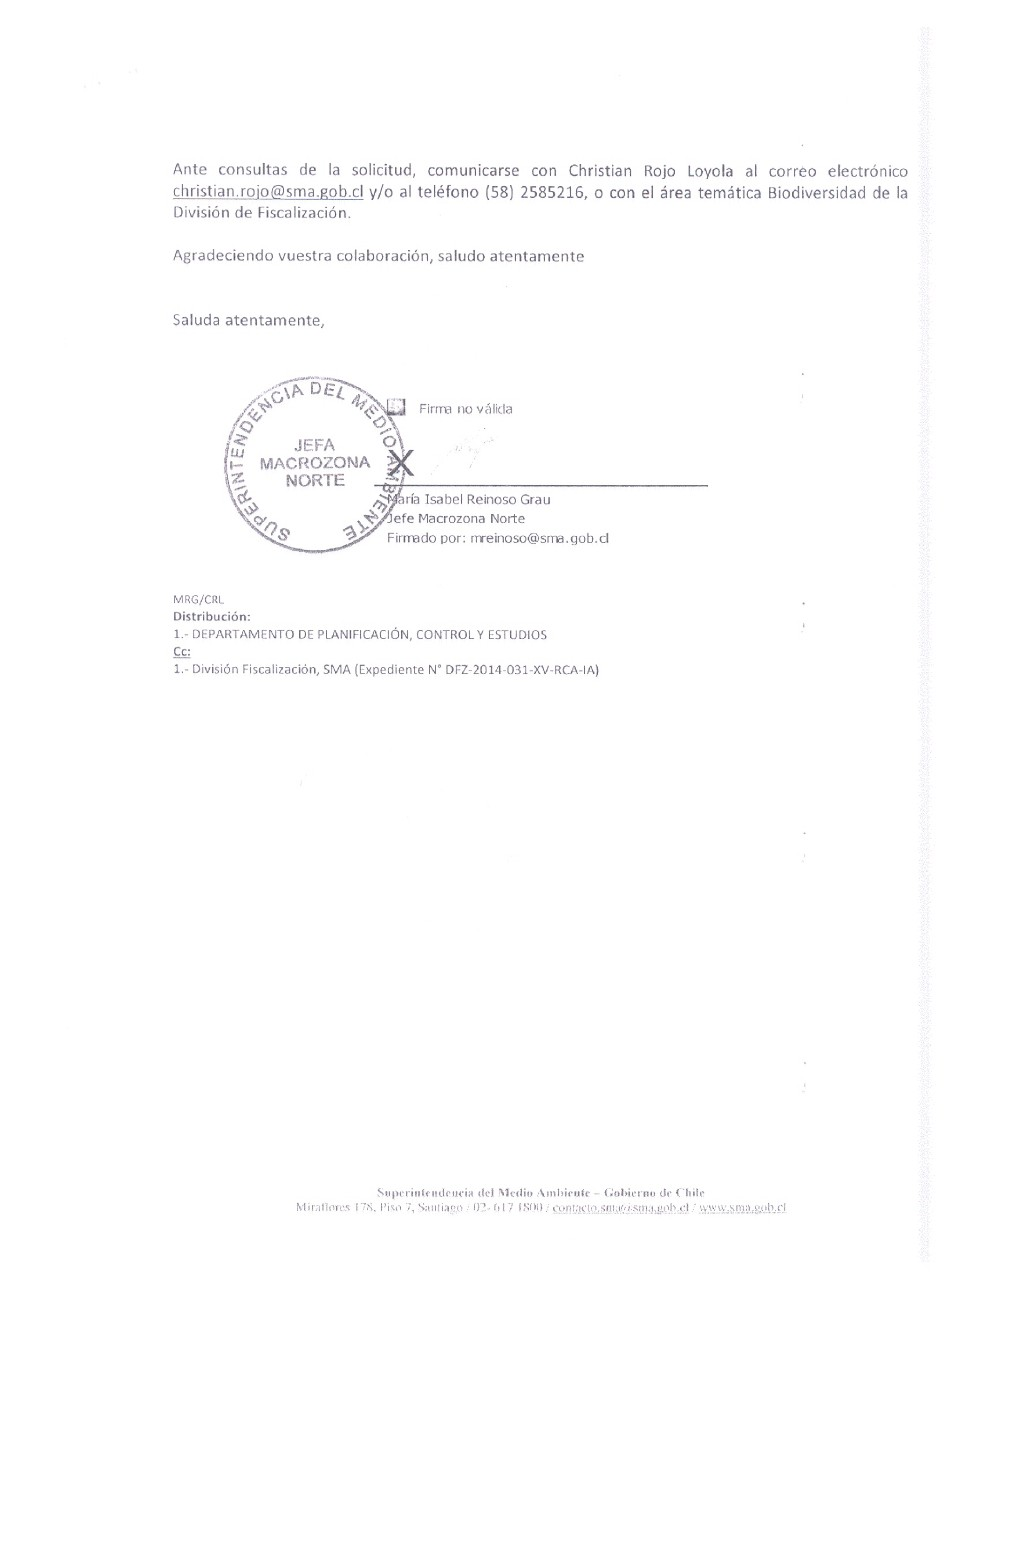 Ante consultas de la solicitud, comunicarse con Christian Rojo Loyola al correo electrónico
christian.rojo@sma.gob.cl y/o al teléfono (58) 2585216, o con el área temática Biodiversidad de la
División de Fiscalización.
Agradeciendo vuestra colaboración, saludo atentamente
Saluda atentamente,
SUPERINTENDENCIA DEL MEDIO AMBIENTE
JEFA
MACROZONA
NORTE
Firma no válida
X
María Isabel Reinoso Grau
Jefe Macrozona Norte
Firmado por: mreinoso@sma.gob.cl
MRG/CRL
Distribución:
1.- DEPARTAMENTO DE PLANIFICACIÓN, CONTROL Y ESTUDIOS
Cc:
1.- División Fiscalización, SMA (Expediente N° DFZ-2014-031-XV-RCA-IA)
Superintendencia del Medio Ambiente – Gobierno de Chile
Miraflores 178, Piso 7, Santiago / 02- 617 1800 / contacto.sma@sma.gob.cl / www.sma.gob.cl